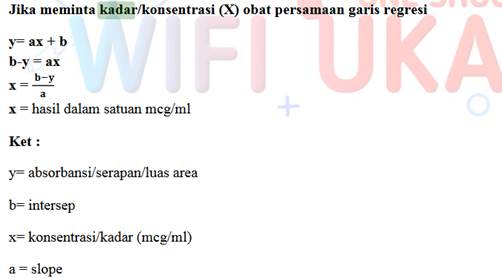 Jika meminta kadar/konsentrasi (X) obat persamaan garis regresi
y= ax + b
b-y = ax
x = b−y/a
x = hasil dalam satuan mcg/ml
Ket :
y= absorbansi/serapan/luas area
b= intersep
x= konsentrasi/kadar (mcg/ml)
a = slope
WIFI UKA